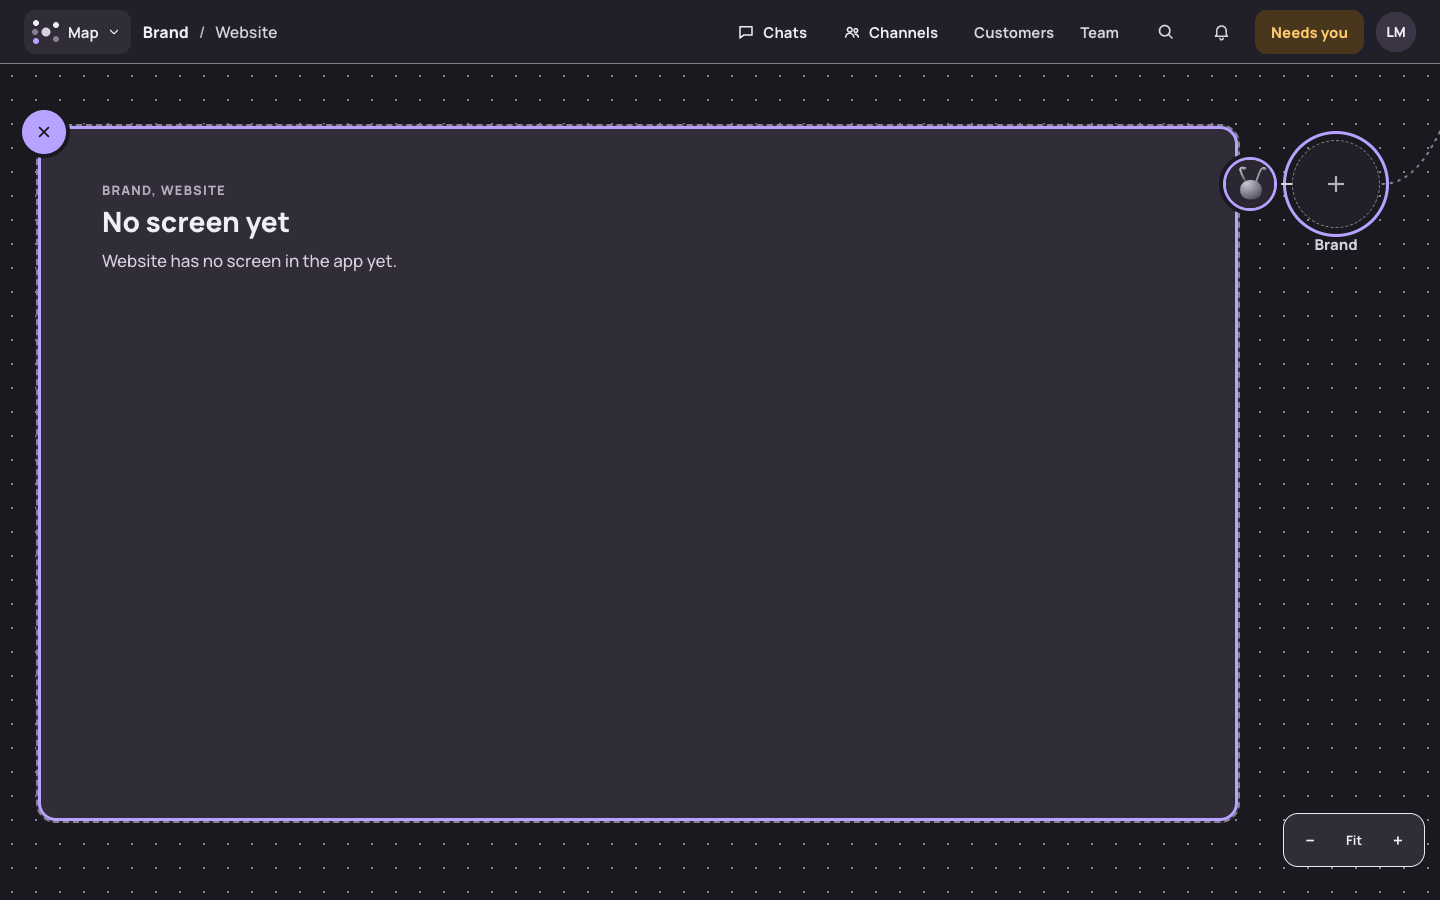 Map
Brand / Website
Chats
Channels
Customers
Team
Needs you
LM
BRAND, WEBSITE
No screen yet
Website has no screen in the app yet.
Brand
− Fit +